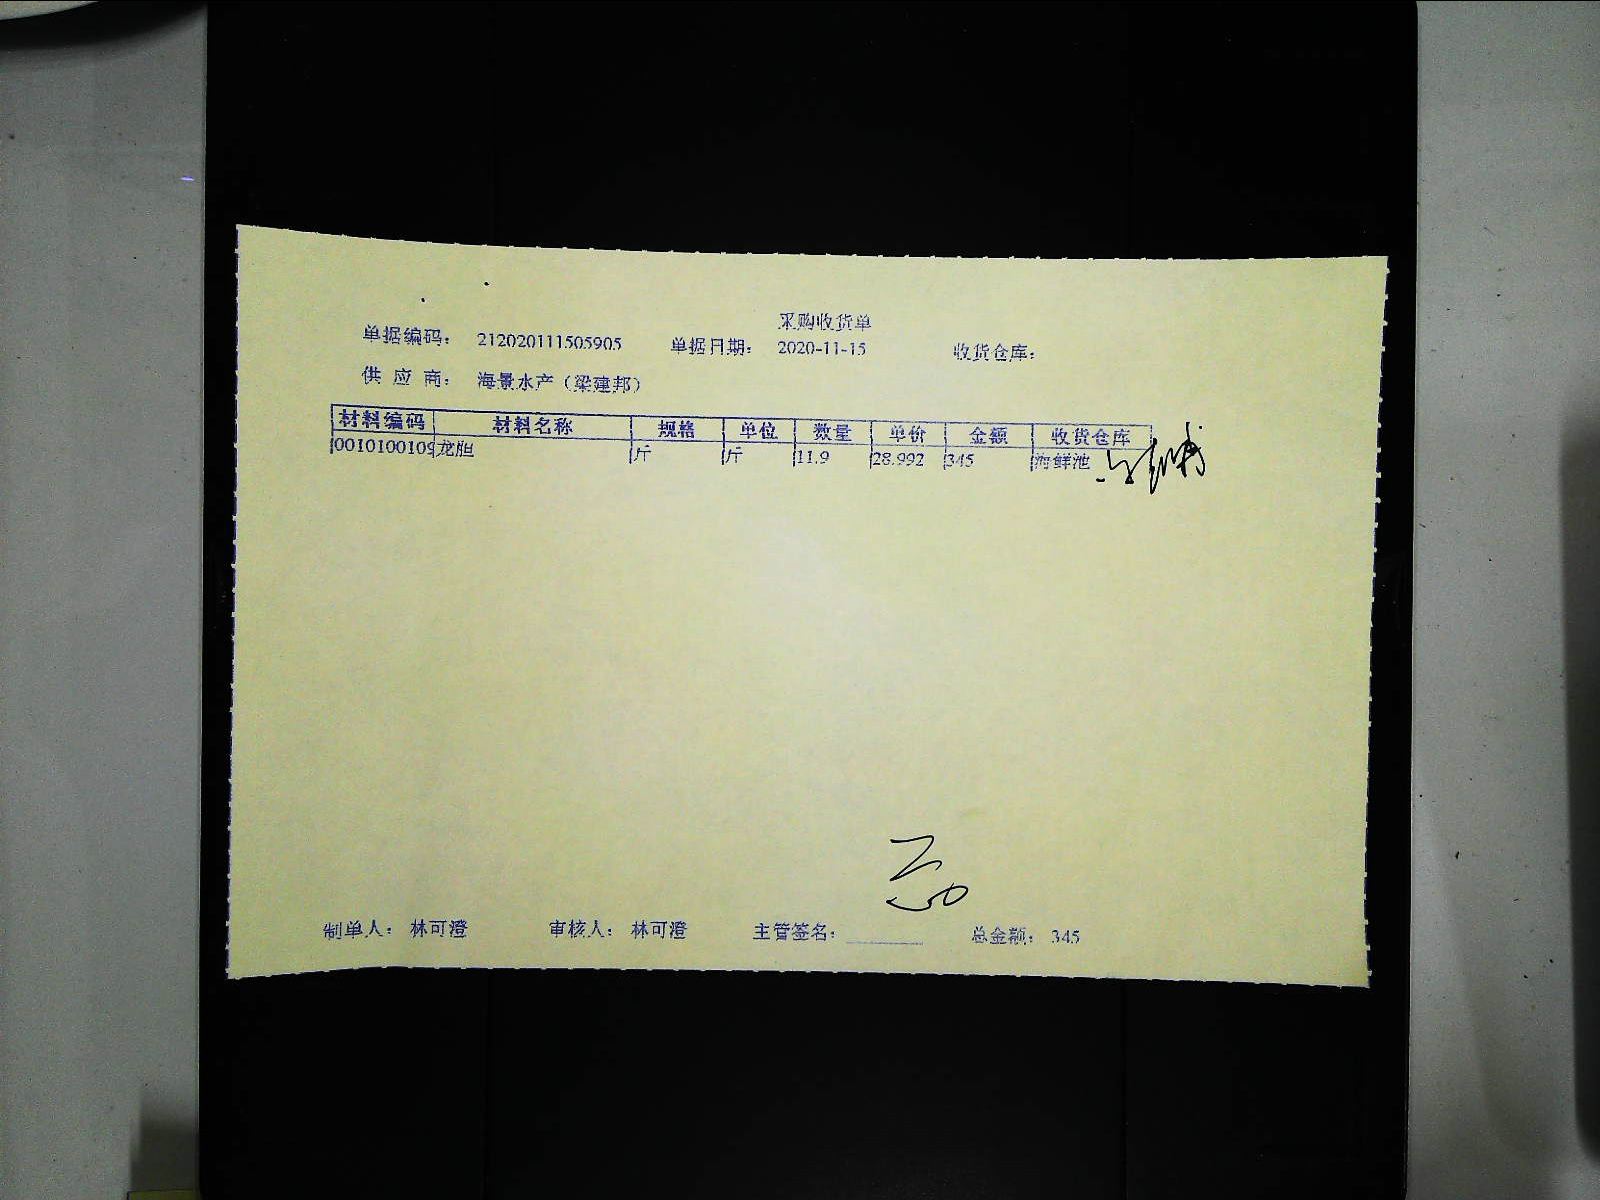 采购收货单
单据编码： 212020111505905 单据日期： 2020-11-15 收货仓库：
供 应 商： 海景水产（梁建邦）
材料编码 材料名称 规格 单位 数量 单价 金额 收货仓库
0010100109 龙胆 斤 斤 11.9 28.992 345 海鲜池
制单人： 林可澄 审核人： 林可澄 主管签名： 总金额： 345